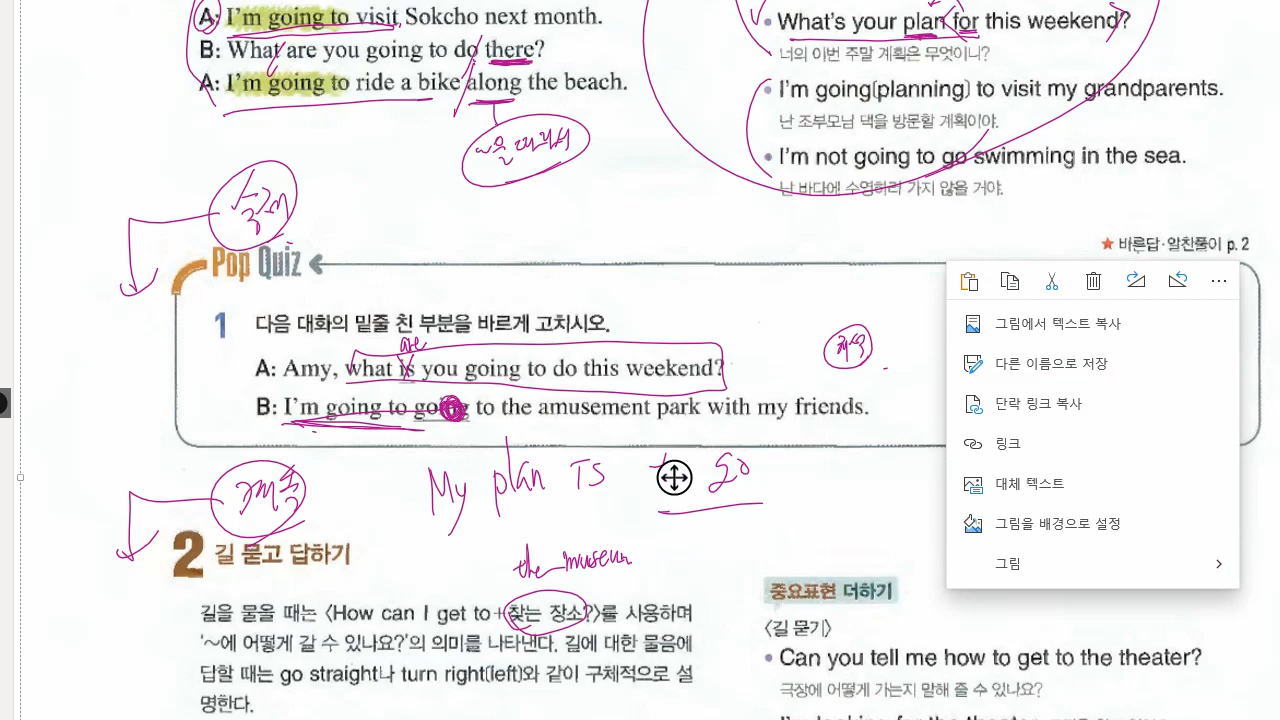 A: I'm going to visit Sokcho next month.
B: What are you going to do there?
A: I'm going to ride a bike along the beach.
~을 따라서
• What's your plan for this weekend?
너의 이번 주말 계획은 무엇이니?
• I'm going(planning) to visit my grandparents.
난 조부모님 댁을 방문할 계획이야.
• I'm not going to go swimming in the sea.
난 바다에 수영하러 가지 않을 거야.
★ 바른답·알찬풀이 p. 2
Pop Quiz
1 다음 대화의 밑줄 친 부분을 바르게 고치시오.
are
A: Amy, what is you going to do this weekend?
B: I'm going to going to the amusement park with my friends.
My plan is to go
2 길 묻고 답하기
the museum
길을 물을 때는 〈How can I get to+찾는 장소?〉를 사용하며
'~에 어떻게 갈 수 있나요?'의 의미를 나타낸다. 길에 대한 물음에
답할 때는 go straight나 turn right(left)와 같이 구체적으로 설
명한다.
중요표현 더하기
〈길 묻기〉
• Can you tell me how to get to the theater?
극장에 어떻게 가는지 말해 줄 수 있나요?
I'm looking for the theater.
그림에서 텍스트 복사
다른 이름으로 저장
단락 링크 복사
링크
대체 텍스트
그림을 배경으로 설정
그림